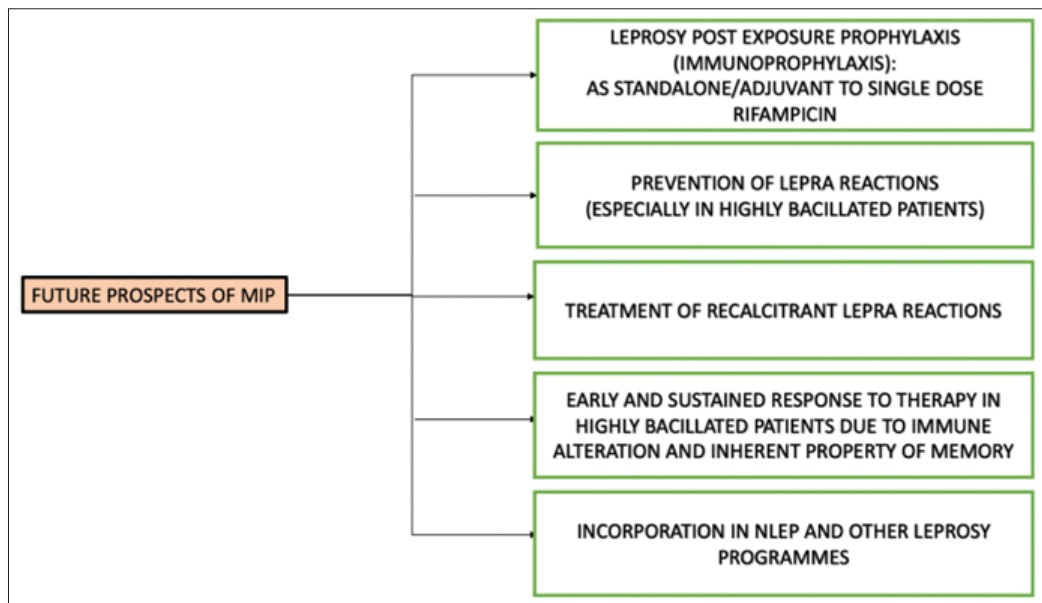 LEPROSY POST EXPOSURE PROPHYLAXIS
(IMMUNOPROPHYLAXIS):
AS STANDALONE/ADJUVANT TO SINGLE DOSE
RIFAMPICIN
PREVENTION OF LEPRA REACTIONS
(ESPECIALLY IN HIGHLY BACILLATED PATIENTS)
FUTURE PROSPECTS OF MIP
TREATMENT OF RECALCITRANT LEPRA REACTIONS
EARLY AND SUSTAINED RESPONSE TO THERAPY IN
HIGHLY BACILLATED PATIENTS DUE TO IMMUNE
ALTERATION AND INHERENT PROPERTY OF MEMORY
INCORPORATION IN NLEP AND OTHER LEPROSY
PROGRAMMES